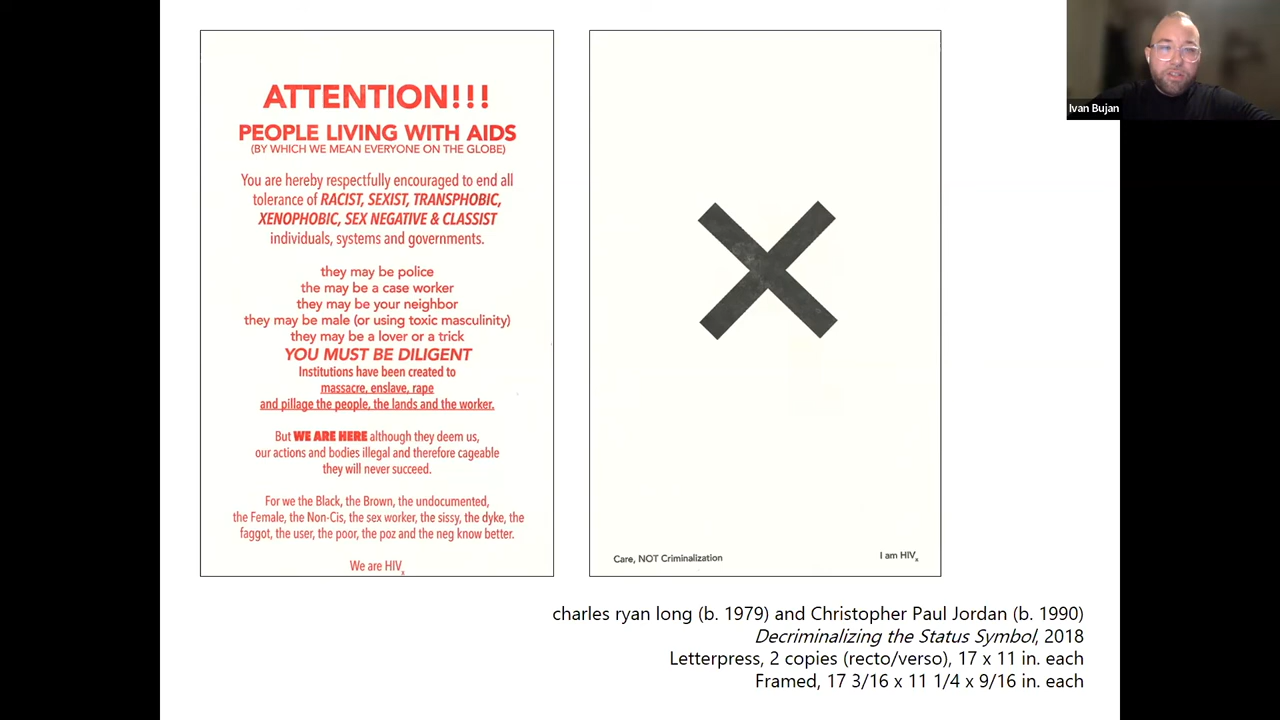 ATTENTION!!!
PEOPLE LIVING WITH AIDS
(BY WHICH WE MEAN EVERYONE ON THE GLOBE)
You are hereby respectfully encouraged to end all
tolerance of RACIST, SEXIST, TRANSPHOBIC,
XENOPHOBIC, SEX NEGATIVE & CLASSIST
individuals, systems and governments.
they may be police
the may be a case worker
they may be your neighbor
they may be male (or using toxic masculinity)
they may be a lover or a trick
YOU MUST BE DILIGENT
Institutions have been created to
massacre, enslave, rape
and pillage the people, the lands and the worker.
But WE ARE HERE although they deem us,
our actions and bodies illegal and therefore cageable
they will never succeed.
For we the Black, the Brown, the undocumented,
the Female, the Non-Cis, the sex worker, the sissy, the dyke, the
faggot, the user, the poor, the poz and the neg know better.
We are HIVx
Care, NOT Criminalization
I am HIVx
Ivan Bujan
charles ryan long (b. 1979) and Christopher Paul Jordan (b. 1990)
Decriminalizing the Status Symbol, 2018
Letterpress, 2 copies (recto/verso), 17 x 11 in. each
Framed, 17 3/16 x 11 1/4 x 9/16 in. each